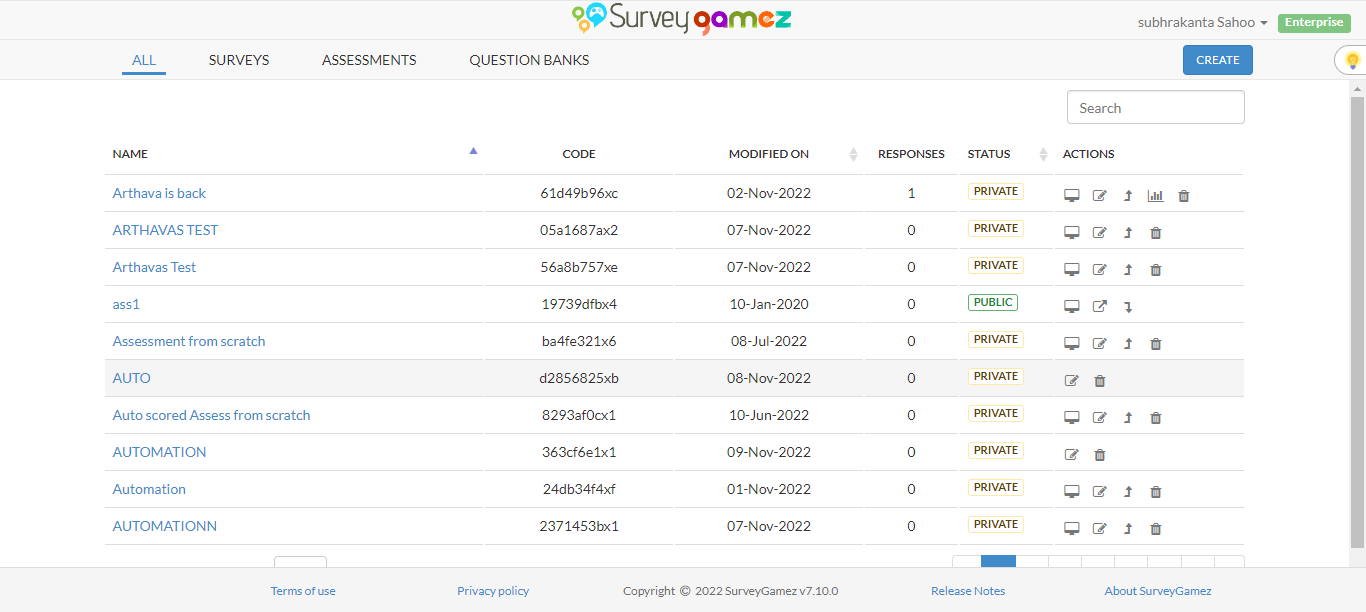 Survey gamez
subhrakanta Sahoo Enterprise
ALL SURVEYS ASSESSMENTS QUESTION BANKS CREATE
Search
NAME CODE MODIFIED ON RESPONSES STATUS ACTIONS
Arthava is back 61d49b96xc 02-Nov-2022 1 PRIVATE
ARTHAVAS TEST 05a1687ax2 07-Nov-2022 0 PRIVATE
Arthavas Test 56a8b757xe 07-Nov-2022 0 PRIVATE
ass1 19739dfbx4 10-Jan-2020 0 PUBLIC
Assessment from scratch ba4fe321x6 08-Jul-2022 0 PRIVATE
AUTO d2856825xb 08-Nov-2022 0 PRIVATE
Auto scored Assess from scratch 8293af0cx1 10-Jun-2022 0 PRIVATE
AUTOMATION 363cf6e1x1 09-Nov-2022 0 PRIVATE
Automation 24db34f4xf 01-Nov-2022 0 PRIVATE
AUTOMATIONN 2371453bx1 07-Nov-2022 0 PRIVATE
Terms of use Privacy policy Copyright © 2022 SurveyGamez v7.10.0 Release Notes About SurveyGamez